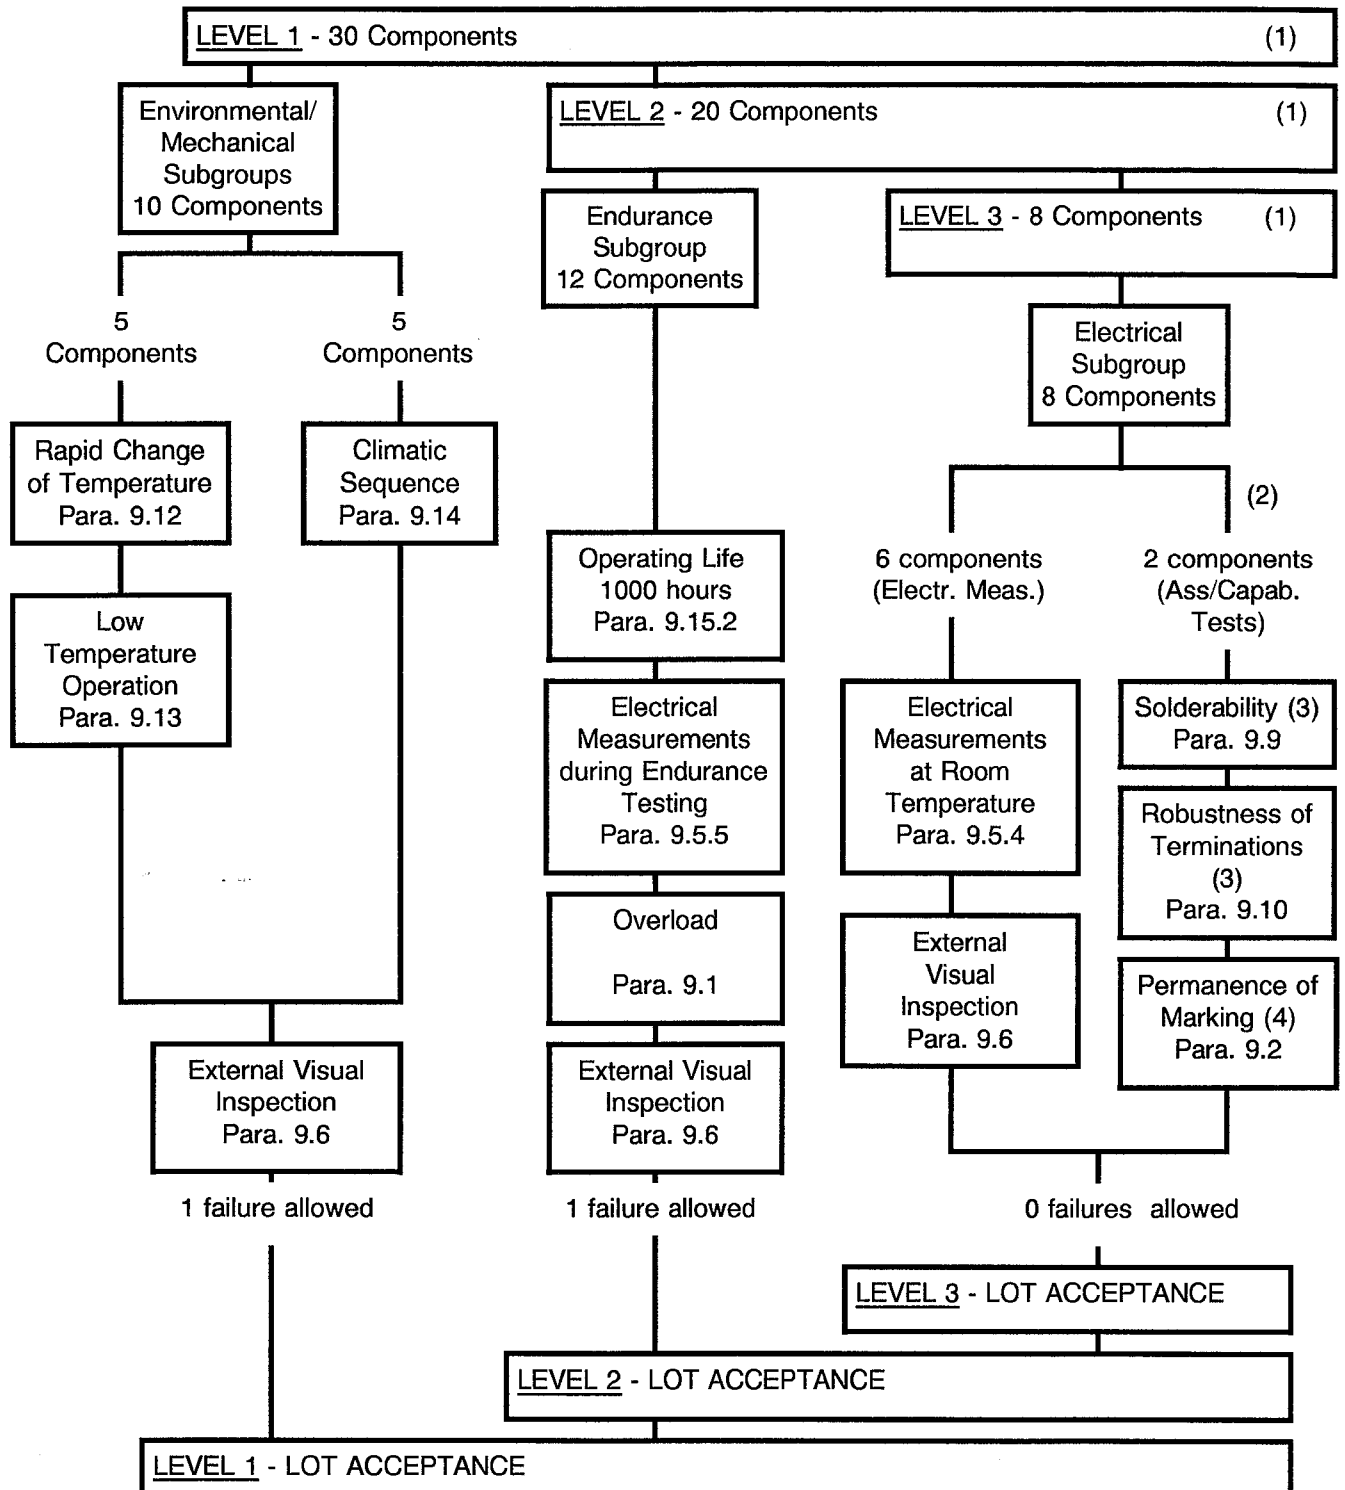 LEVEL 1 - 30 Components (1)
Environmental/
Mechanical
Subgroups
10 Components
LEVEL 2 - 20 Components (1)
Endurance
Subgroup
12 Components
LEVEL 3 - 8 Components (1)
Electrical
Subgroup
8 Components
5
Components
5
Components
Rapid Change
of Temperature
Para. 9.12
Climatic
Sequence
Para. 9.14
Low
Temperature
Operation
Para. 9.13
External Visual
Inspection
Para. 9.6
1 failure allowed
Operating Life
1000 hours
Para. 9.15.2
Electrical
Measurements
during Endurance
Testing
Para. 9.5.5
Overload
Para. 9.1
External Visual
Inspection
Para. 9.6
1 failure allowed
(2)
6 components
(Electr. Meas.)
2 components
(Ass/Capab.
Tests)
Electrical
Measurements
at Room
Temperature
Para. 9.5.4
External
Visual
Inspection
Para. 9.6
Solderability (3)
Para. 9.9
Robustness of
Terminations
(3)
Para. 9.10
Permanence of
Marking (4)
Para. 9.2
0 failures allowed
LEVEL 3 - LOT ACCEPTANCE
LEVEL 2 - LOT ACCEPTANCE
LEVEL 1 - LOT ACCEPTANCE